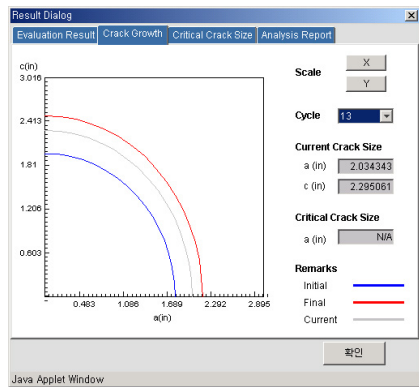 Result Dialog
Evaluation Result Crack Growth Critical Crack Size Analysis Report
c(in)
3.016
2.413
1.81
1.206
0.603
0.483 1.086 1.689 2.292 2.895
a(in)
Scale X
Y
Cycle 13
Current Crack Size
a (in) 2.034343
c (in) 2.295061
Critical Crack Size
a (in) N/A
Remarks
Initial
Final
Current
확인
Java Applet Window